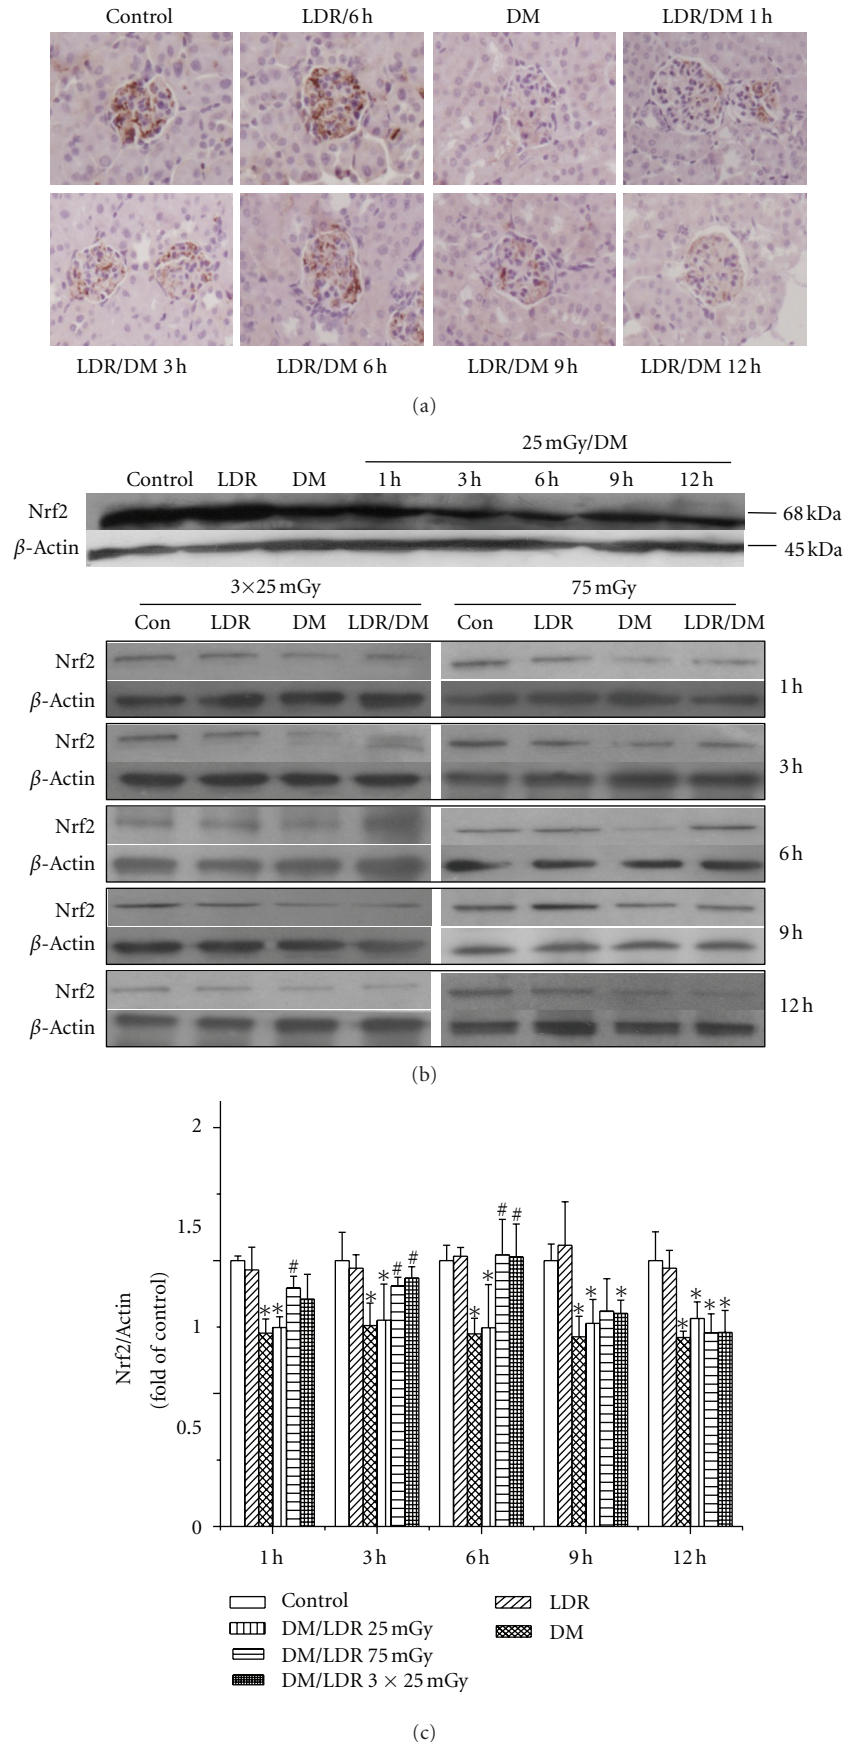 Control LDR/6 h DM LDR/DM 1 h
LDR/DM 3 h LDR/DM 6 h LDR/DM 9 h LDR/DM 12 h
(a)
25 mGy/DM
Control LDR DM 1 h 3 h 6 h 9 h 12 h
Nrf2 68 kDa
β-Actin 45 kDa
3×25 mGy 75 mGy
Con LDR DM LDR/DM Con LDR DM LDR/DM
Nrf2
β-Actin
1 h
Nrf2
β-Actin
3 h
Nrf2
β-Actin
6 h
Nrf2
β-Actin
9 h
Nrf2
β-Actin
12 h
(b)
Nrf2/Actin
(fold of control)
2
1.5
1
0.5
0
* * #
* * # #
* * # #
* * *
* * * *
1 h 3 h 6 h 9 h 12 h
Control LDR
DM/LDR 25 mGy DM
DM/LDR 75 mGy
DM/LDR 3 × 25 mGy
(c)